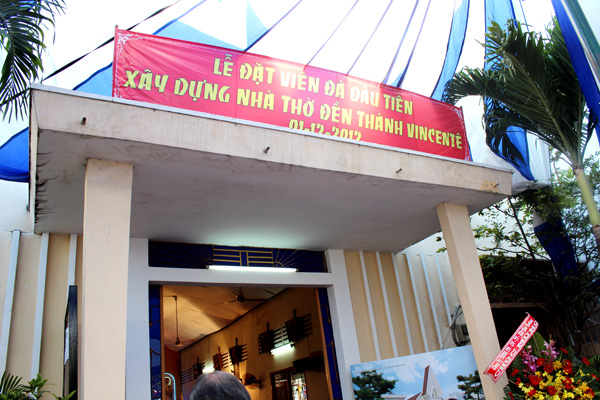 LỄ ĐẶT VIÊN ĐÁ ĐẦU TIÊN
XÂY DỰNG NHÀ THỜ ĐỀN THÁNH VINCENTÊ
01-12-2012